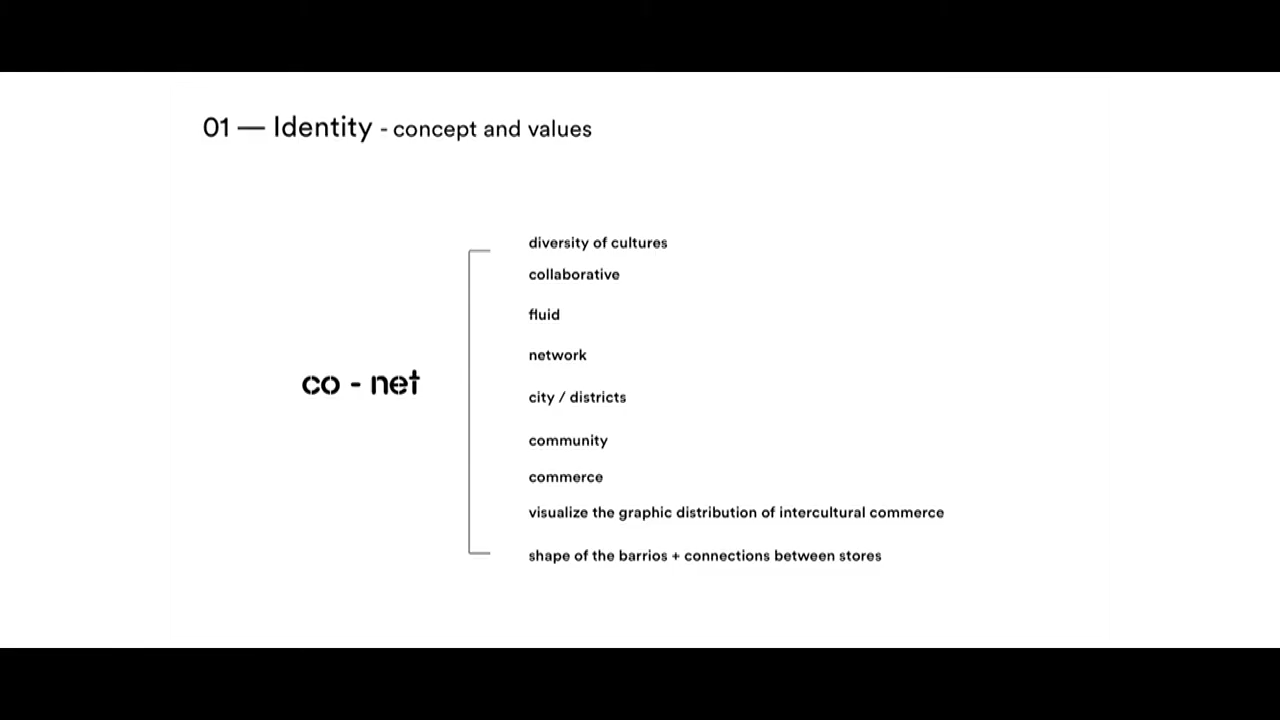 01 — Identity - concept and values
co - net
diversity of cultures
collaborative
fluid
network
city / districts
community
commerce
visualize the graphic distribution of intercultural commerce
shape of the barrios + connections between stores